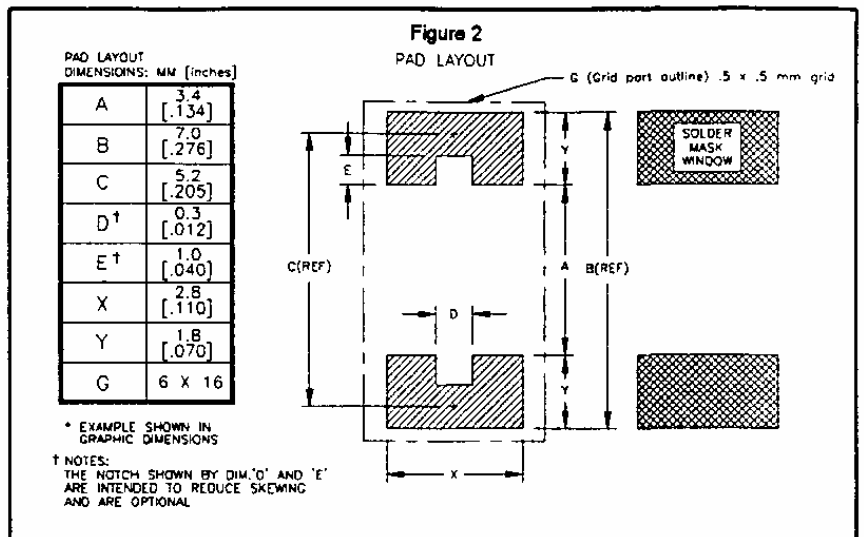 Figure 2
PAD LAYOUT
PAD LAYOUT
DIMENSIOINS: MM [inches]
A 3.4 [.134]
B 7.0 [.276]
C 5.2 [.205]
D† 0.3 [.012]
E† 1.0 [.040]
X 2.8 [.110]
Y 1.8 [.070]
G 6 X 16
* EXAMPLE SHOWN IN
GRAPHIC DIMENSIONS
† NOTES:
THE NOTCH SHOWN BY DIM.'D' AND 'E'
ARE INTENDED TO REDUCE SKEWING
AND ARE OPTIONAL
G (Grid part outline) .5 x .5 mm grid
E
Y
C(REF)
A
B(REF)
D
Y
X
SOLDER
MASK
WINDOW